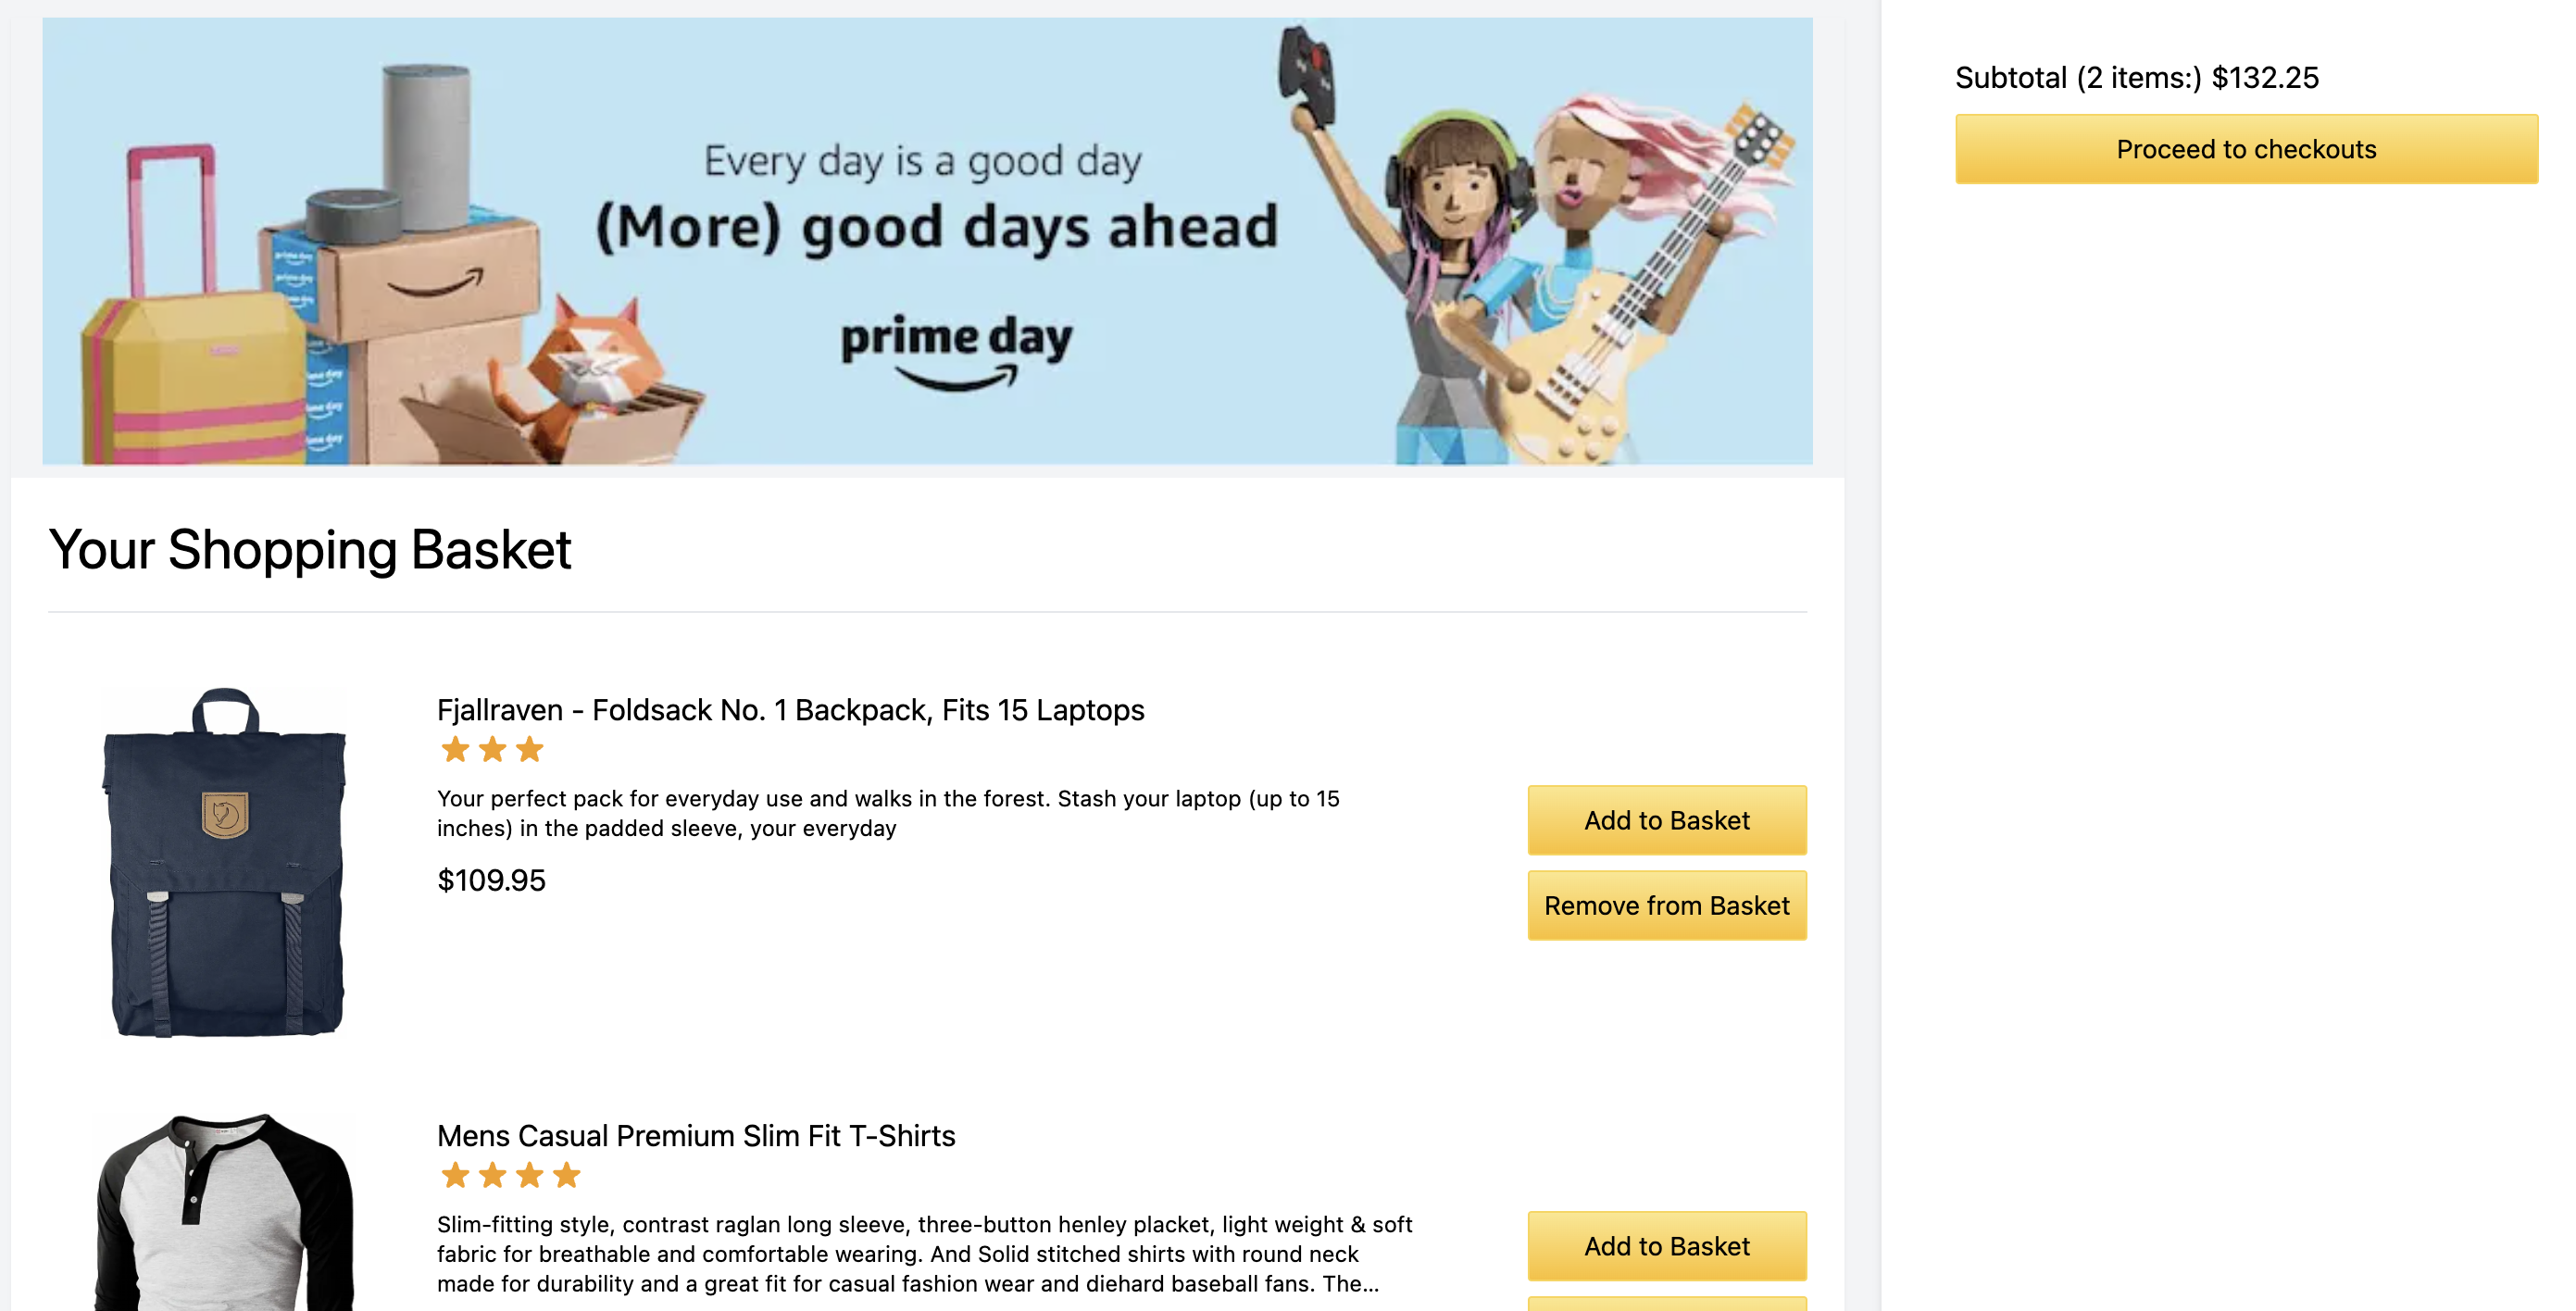 Every day is a good day
(More) good days ahead
prime day
prime day
prime day
Subtotal (2 items:) $132.25
Proceed to checkouts
Your Shopping Basket
Fjallraven - Foldsack No. 1 Backpack, Fits 15 Laptops
Your perfect pack for everyday use and walks in the forest. Stash your laptop (up to 15
inches) in the padded sleeve, your everyday
$109.95
Add to Basket
Remove from Basket
Mens Casual Premium Slim Fit T-Shirts
Slim-fitting style, contrast raglan long sleeve, three-button henley placket, light weight & soft
fabric for breathable and comfortable wearing. And Solid stitched shirts with round neck
made for durability and a great fit for casual fashion wear and diehard baseball fans. The...
Add to Basket